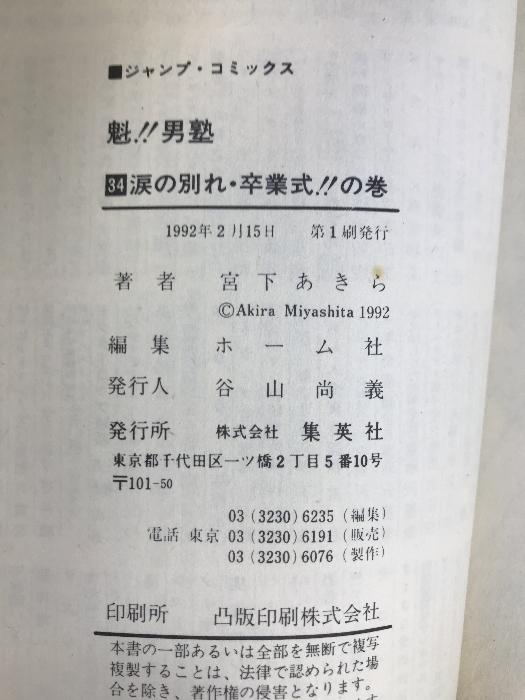 ■ジャンプ・コミックス
魁!!男塾
34涙の別れ・卒業式!!の巻
1992年2月15日 第1刷発行
著者 宮下あきら
©Akira Miyashita 1992
編集 ホーム社
発行人 谷山尚義
発行所 株式会社 集英社
東京都千代田区一ツ橋2丁目5番10号
〒101-50
03(3230)6235(編集)
電話 東京 03(3230)6191(販売)
03(3230)6076(製作)
印刷所 凸版印刷株式会社
本書の一部あるいは全部を無断で複写
複製することは、法律で認められた場
合を除き、著作権の侵害となります。